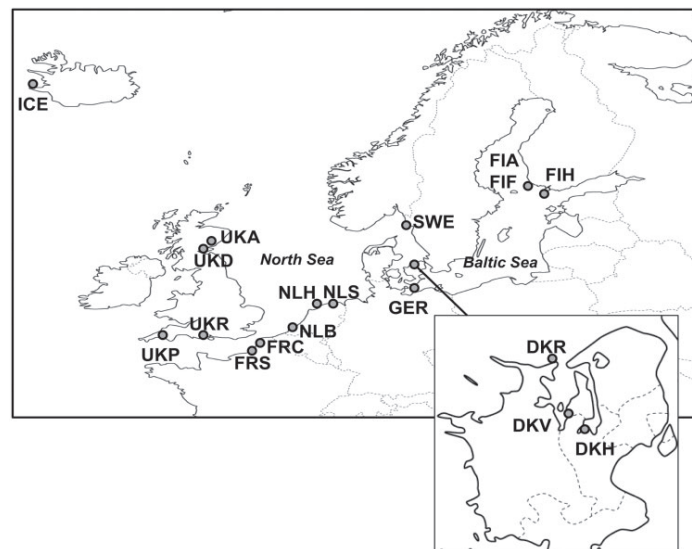 ICE
FIA
FIF
FIH
SWE
UKA
UKD
North Sea
Baltic Sea
NLH NLS
GER
UKR
NLB
UKP
FRC
FRS
DKR
DKV
DKH